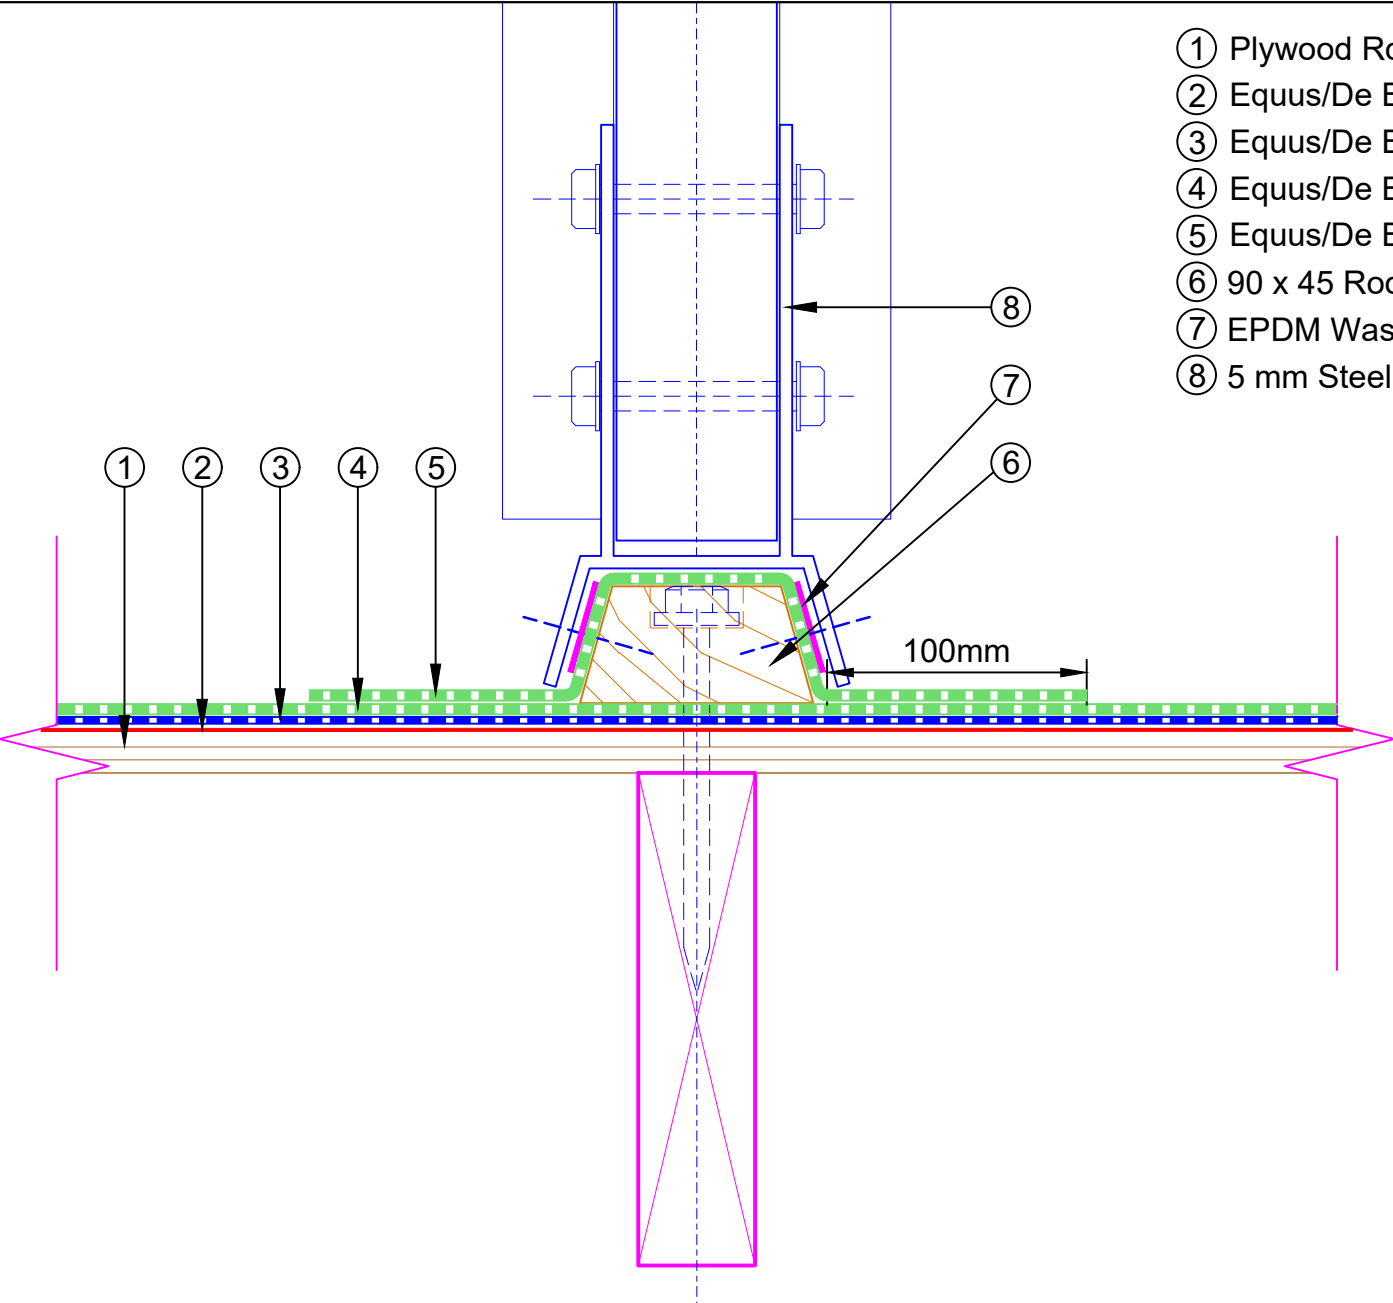 ① Plywood Ro
② Equus/De B
③ Equus/De B
④ Equus/De B
⑤ Equus/De B
⑥ 90 x 45 Roo
⑦ EPDM Was
⑧ 5 mm Steel
⑧
⑦
⑥
① ② ③ ④ ⑤
100mm